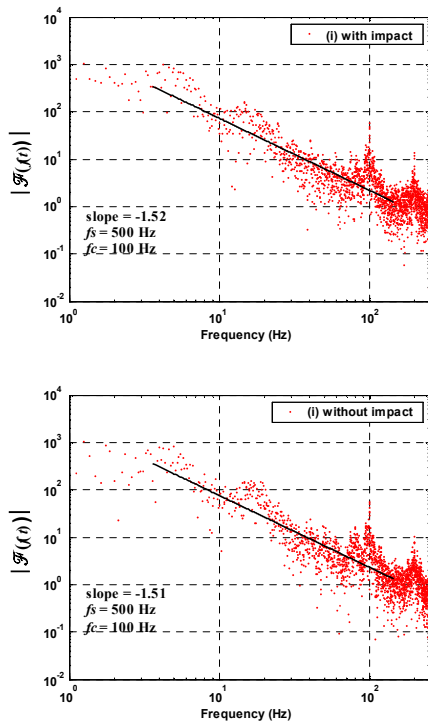 10^4
(i) with impact
10^3
10^2
10^1
10^0
10^-1
10^-2
|ℱ(f(t))|
slope = -1.52
fs = 500 Hz
fc = 100 Hz
10^0 10^1 10^2
Frequency (Hz)
10^4
(i) without impact
10^3
10^2
10^1
10^0
10^-1
10^-2
|ℱ(f(t))|
slope = -1.51
fs = 500 Hz
fc = 100 Hz
10^0 10^1 10^2
Frequency (Hz)